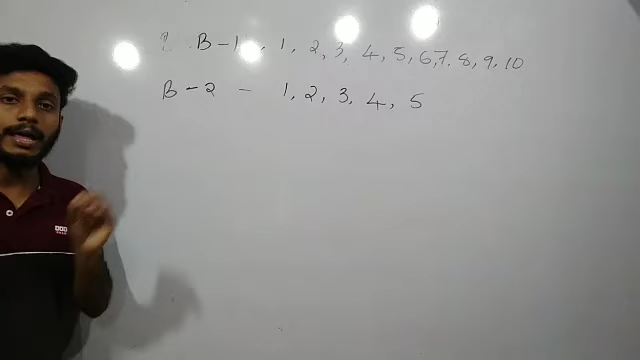 B - 1 , 1, 2, 3, 4, 5, 6, 7, 8, 9, 10
B - 2 - 1, 2, 3, 4, 5